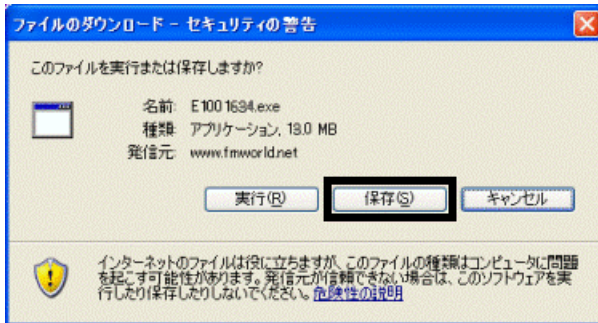 ファイルのダウンロード - セキュリティの警告
このファイルを実行または保存しますか?
名前: E1001634.exe
種類: アプリケーション, 13.0 MB
発信元: www.fmworld.net
実行(R) 保存(S) キャンセル
インターネットのファイルは役に立ちますが、このファイルの種類はコンピュータに問題
を起こす可能性があります。発信元が信頼できない場合は、このソフトウェアを実
行したり保存したりしないでください。危険性の説明